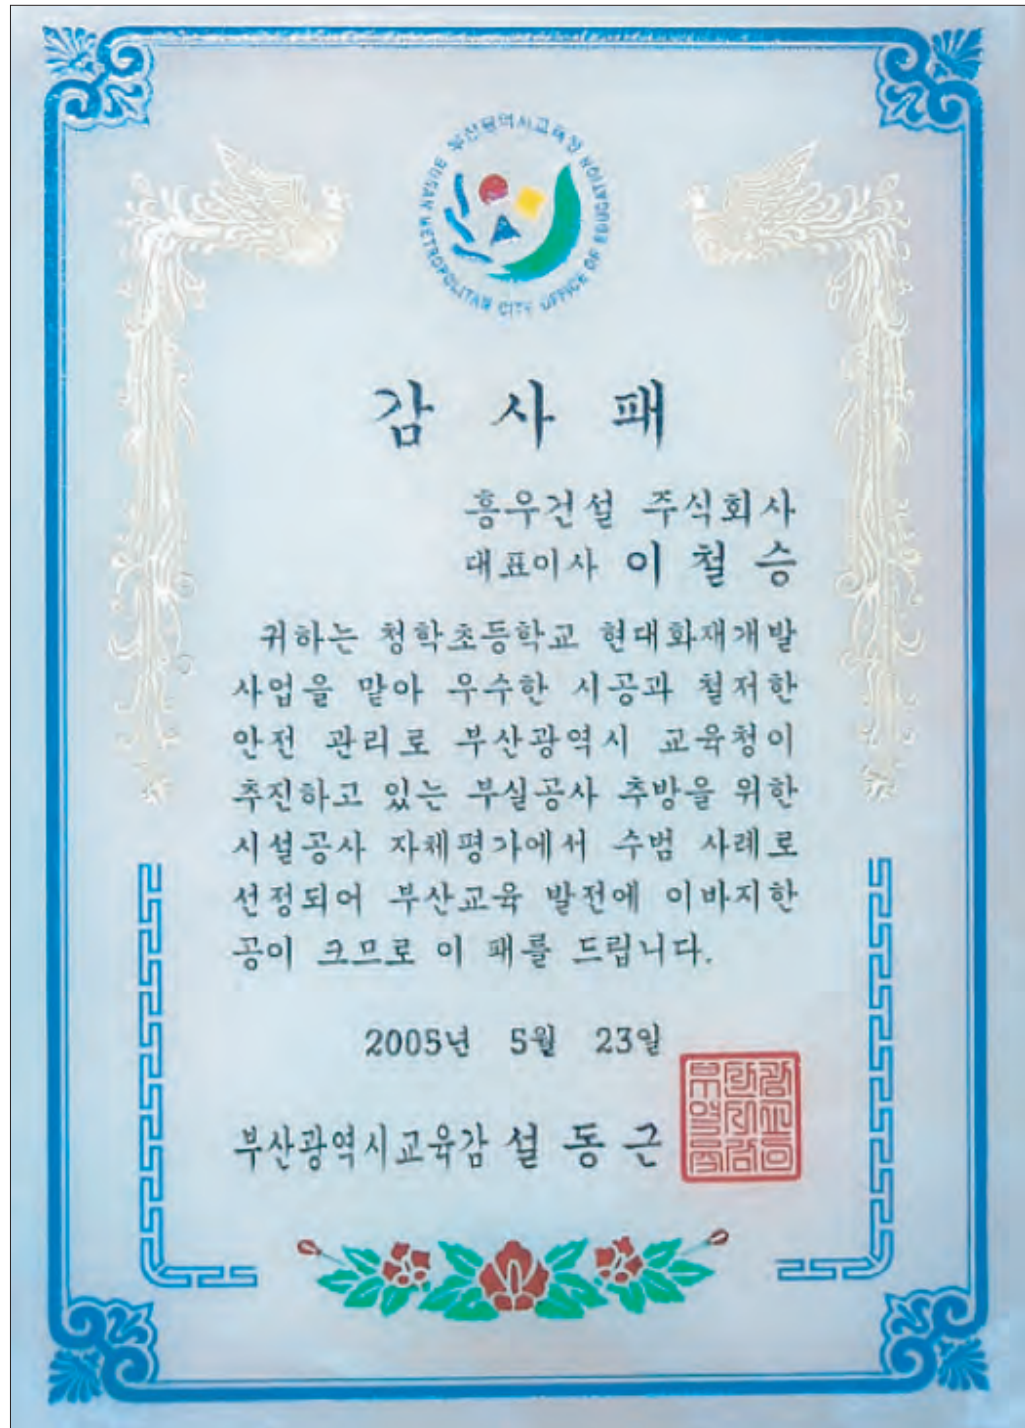 부산광역시교육청
BUSAN METROPOLITAN CITY OFFICE OF EDUCATION
감 사 패
흥우건설 주식회사
대표이사 이 철 승
귀하는 청학초등학교 현대화재개발
사업을 맡아 우수한 시공과 철저한
안전 관리로 부산광역시 교육청이
추진하고 있는 부실공사 추방을 위한
시설공사 자체평가에서 수범 사례로
선정되어 부산교육 발전에 이바지한
공이 크므로 이 패를 드립니다.
2005년 5월 23일
부산광역시교육감 설 동 근